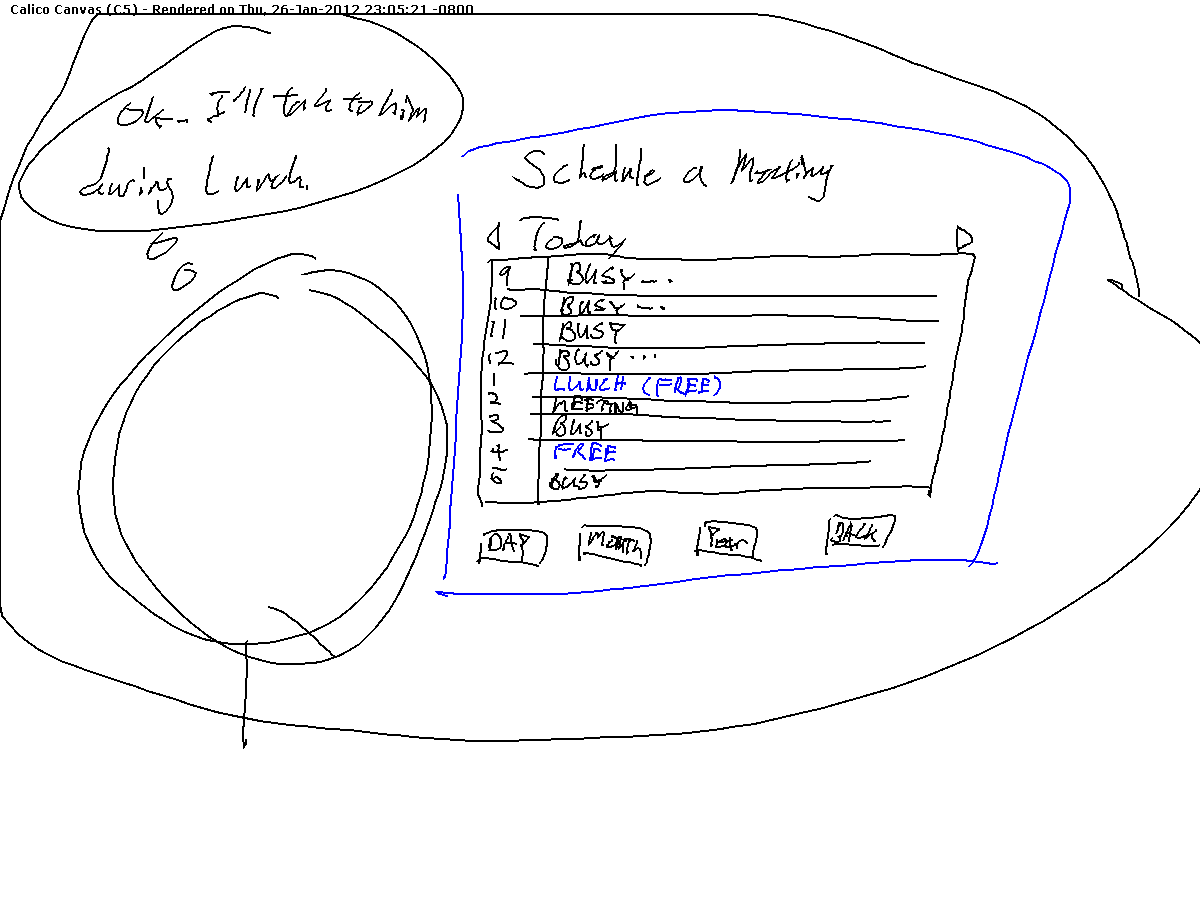 Calico Canvas (C5) - Rendered on Thu, 26-Jan-2012 23:05:21 -0800
Ok- I'll talk to him
during Lunch.
Schedule a Meeting
Today
9 BUSY --.
10 BUSY --.
11 BUSY
12 BUSY ...
1 LUNCH (FREE)
2 MEETING
3 BUSY
4 FREE
5 BUSY
DAY MONTH Year BACK